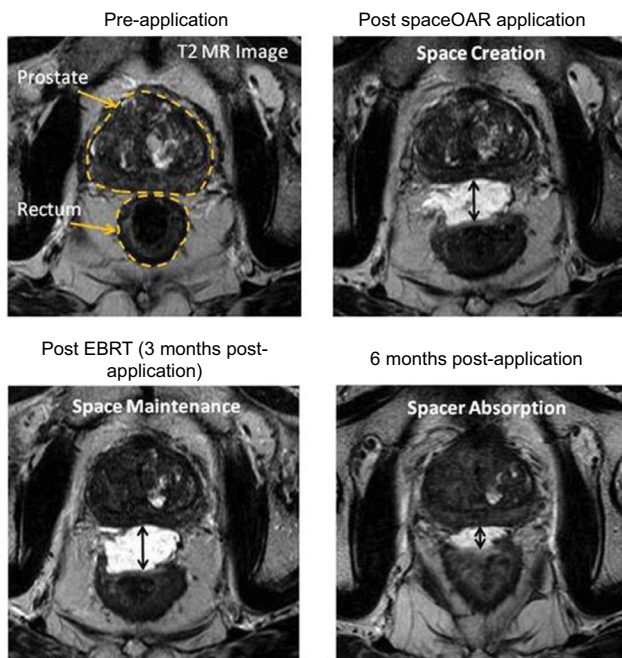 Pre-application
T2 MR Image
Prostate
Rectum
Post spaceOAR application
Space Creation
Post EBRT (3 months post-
application)
Space Maintenance
6 months post-application
Spacer Absorption